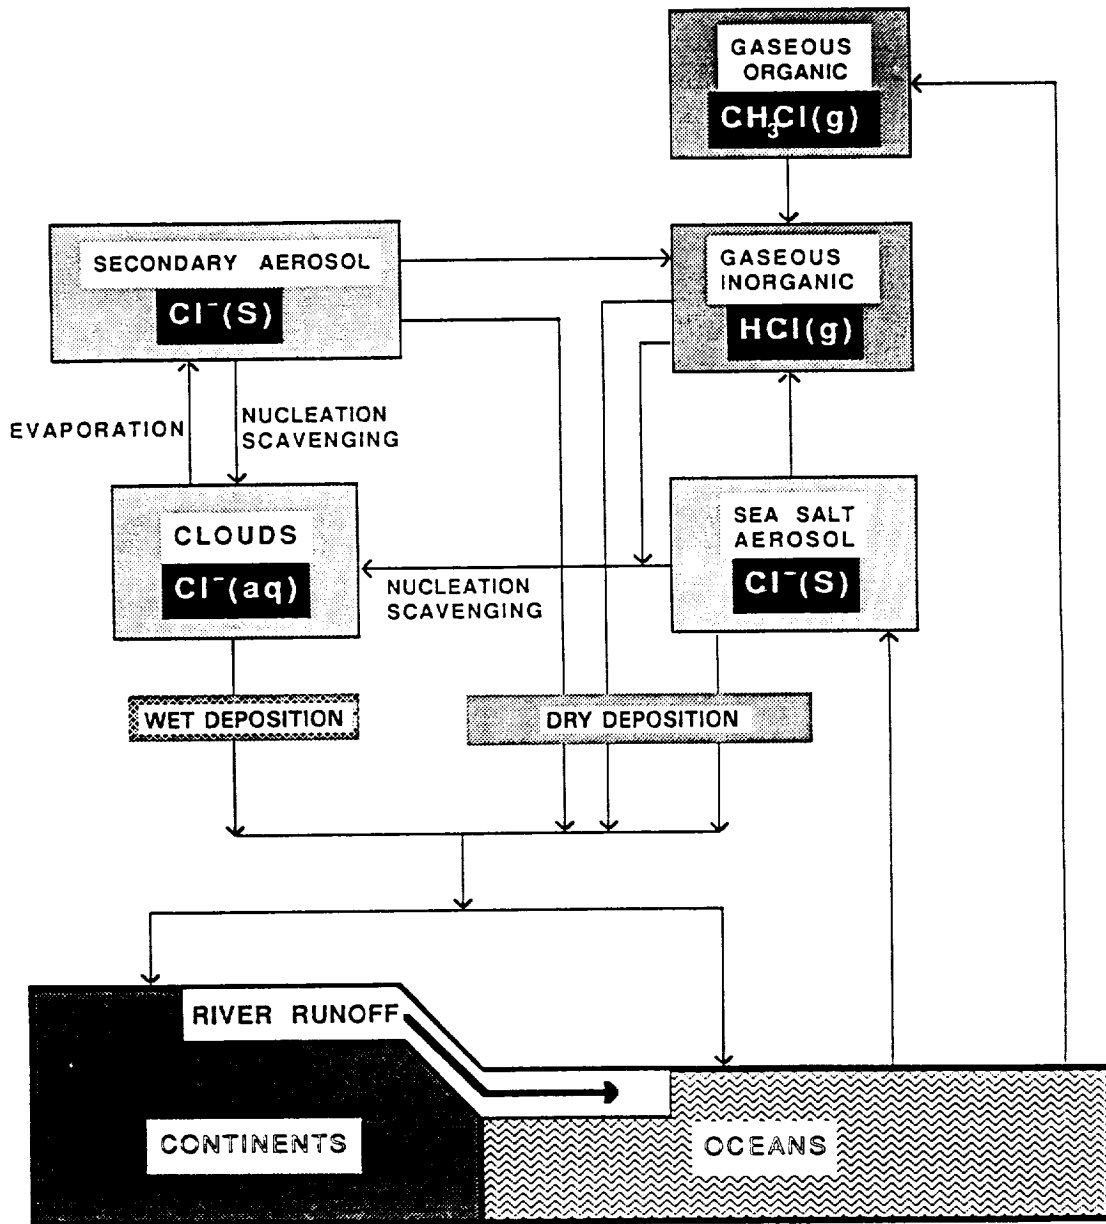 GASEOUS
ORGANIC
CH₃Cl(g)
SECONDARY AEROSOL
Cl⁻(S)
GASEOUS
INORGANIC
HCl(g)
EVAPORATION
NUCLEATION
SCAVENGING
CLOUDS
Cl⁻(aq)
NUCLEATION
SCAVENGING
SEA SALT
AEROSOL
Cl⁻(S)
WET DEPOSITION
DRY DEPOSITION
RIVER RUNOFF
CONTINENTS
OCEANS